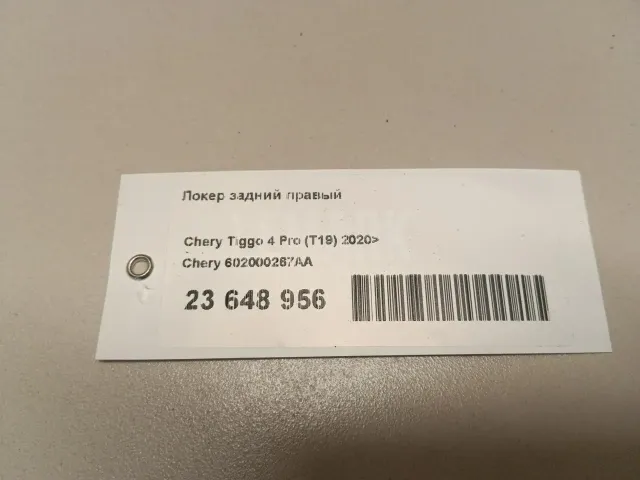 Локер задний правый
Chery Tiggo 4 Pro (T19) 2020>
Chery 602000267AA
23 648 956